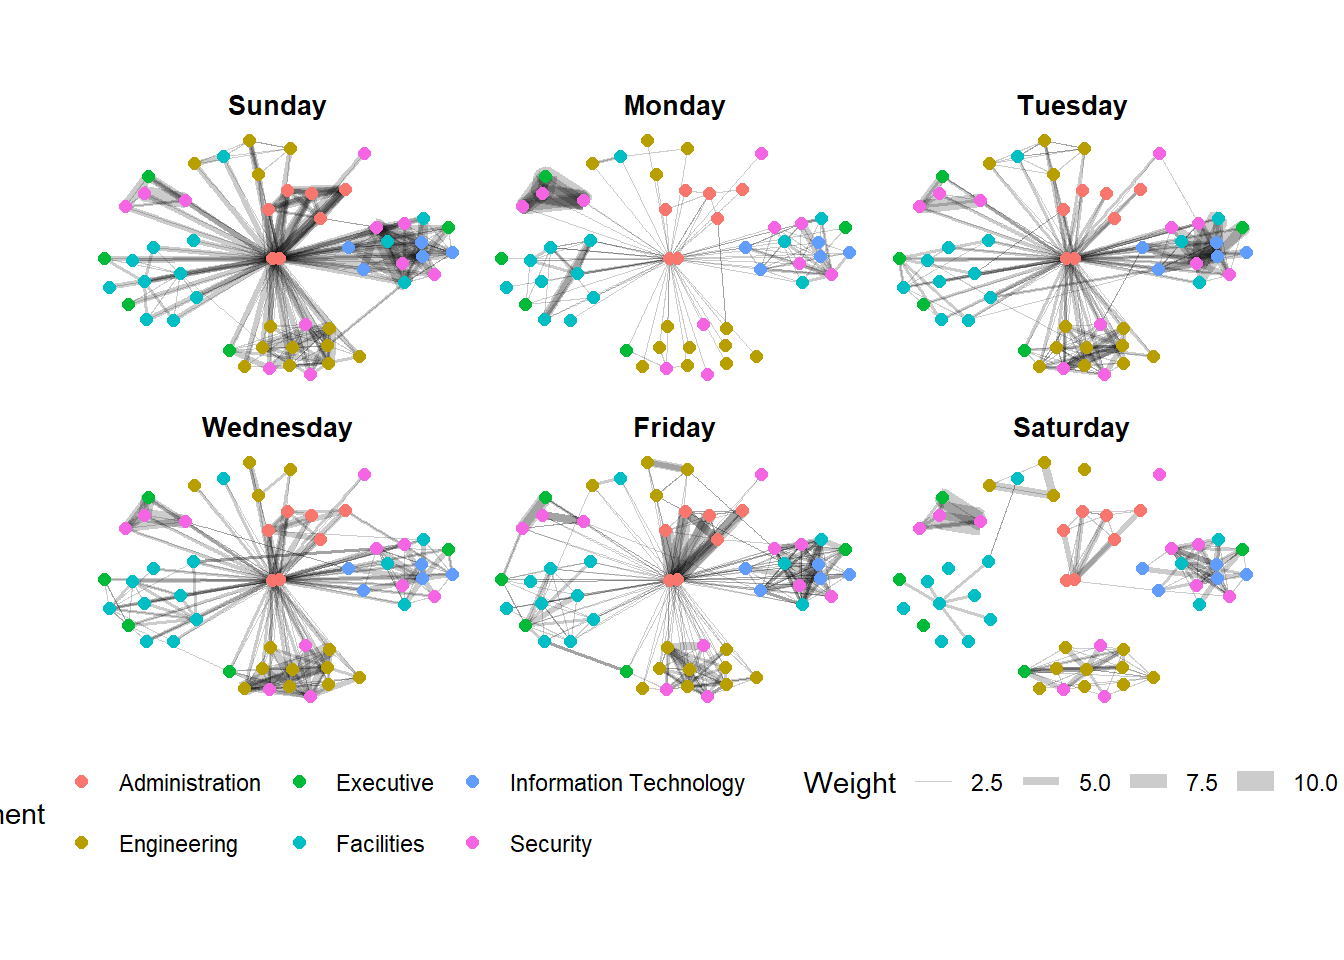 Sunday Monday Tuesday
Wednesday Friday Saturday
Administration Executive Information Technology Weight 2.5 5.0 7.5 10.0
Engineering Facilities Security